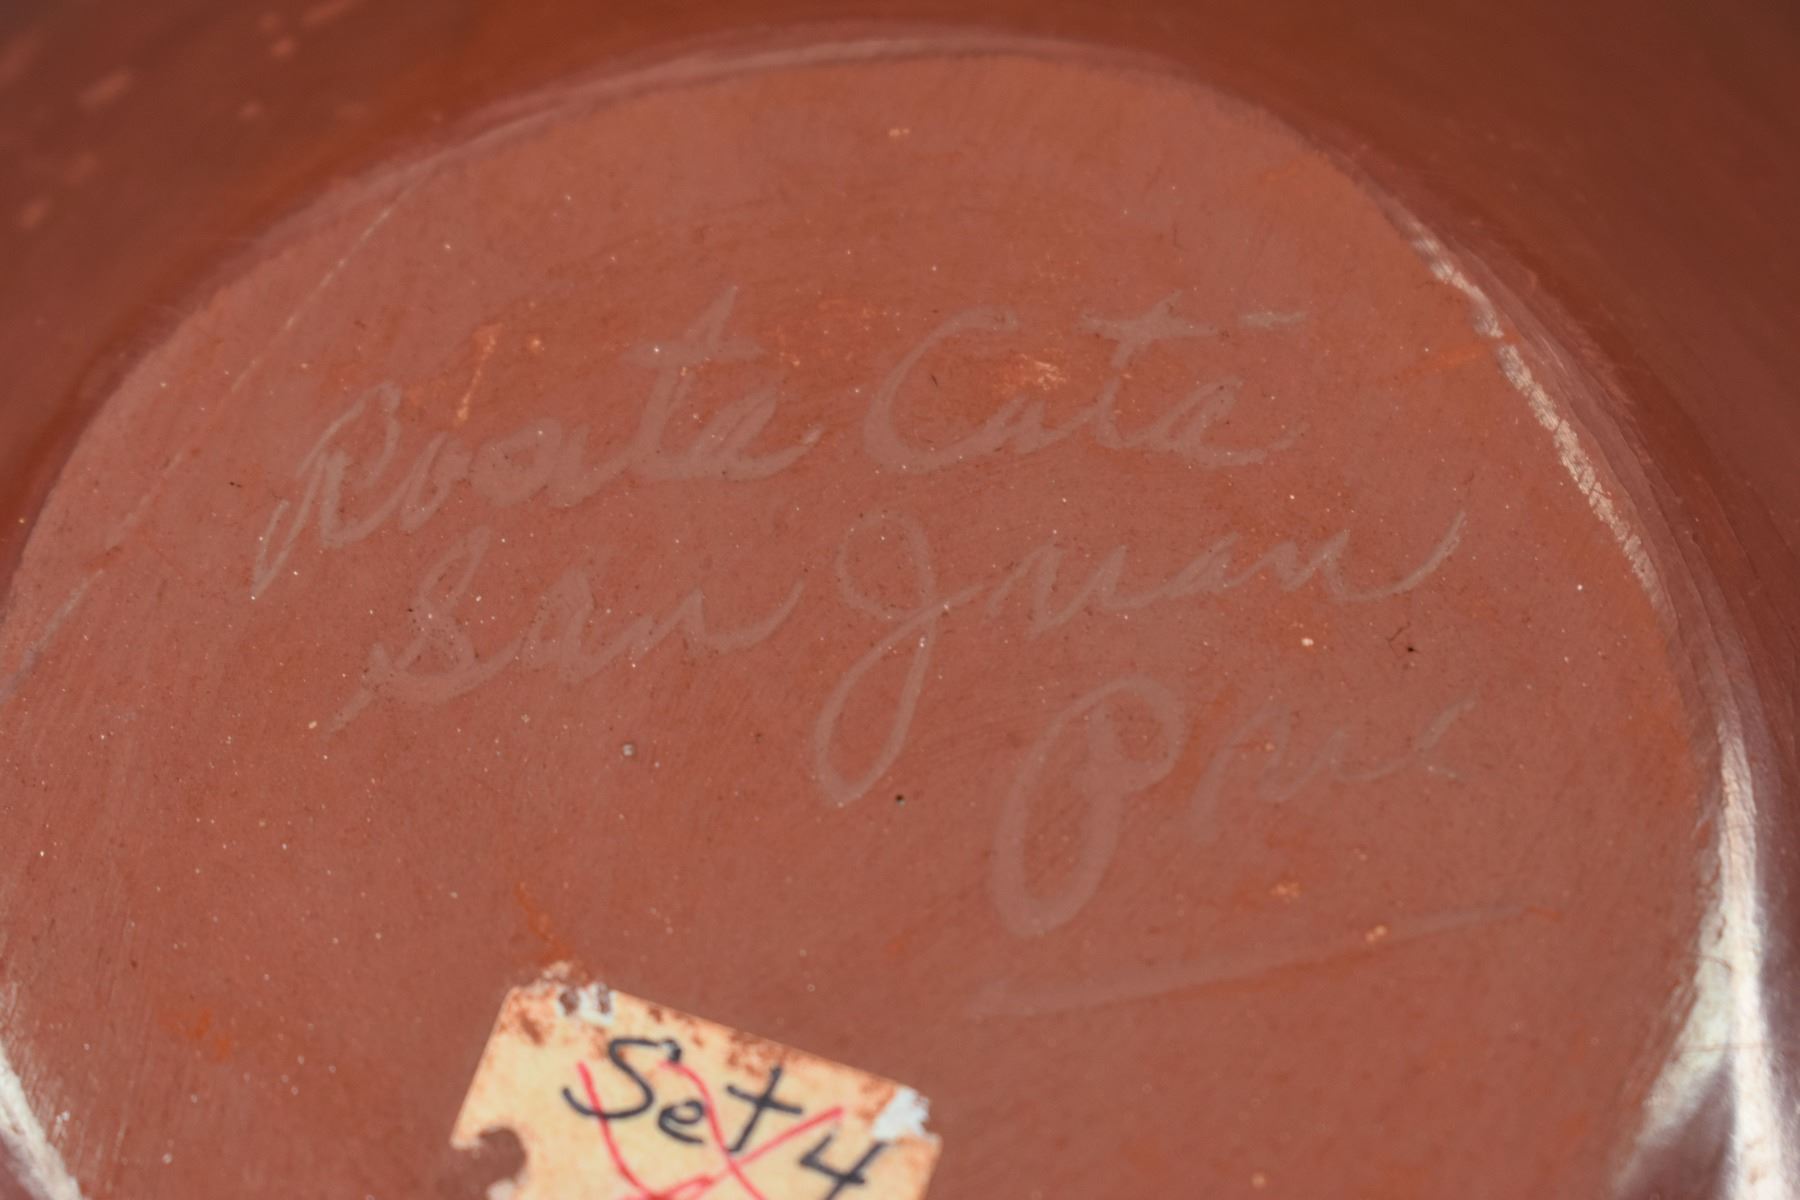 Rosita Cata
San Juan
Pue
Set 4